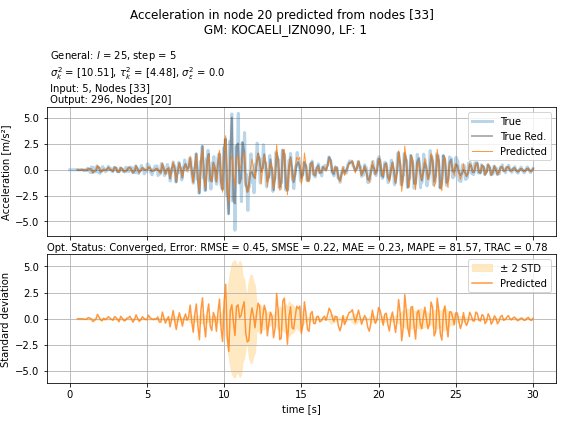 Acceleration in node 20 predicted from nodes [33]
GM: KOCAELI_IZN090, LF: 1
General: l = 25, step = 5
σ²ₖ = [10.51], τ²ₖ = [4.48], σ²ₑ = 0.0
Input: 5, Nodes [33]
Output: 296, Nodes [20]
Acceleration [m/s²]
5.0
2.5
0.0
−2.5
−5.0
True
True Red.
Predicted
Opt. Status: Converged, Error: RMSE = 0.45, SMSE = 0.22, MAE = 0.23, MAPE = 81.57, TRAC = 0.78
Standard deviation
5.0
2.5
0.0
−2.5
−5.0
± 2 STD
Predicted
0 5 10 15 20 25 30
time [s]